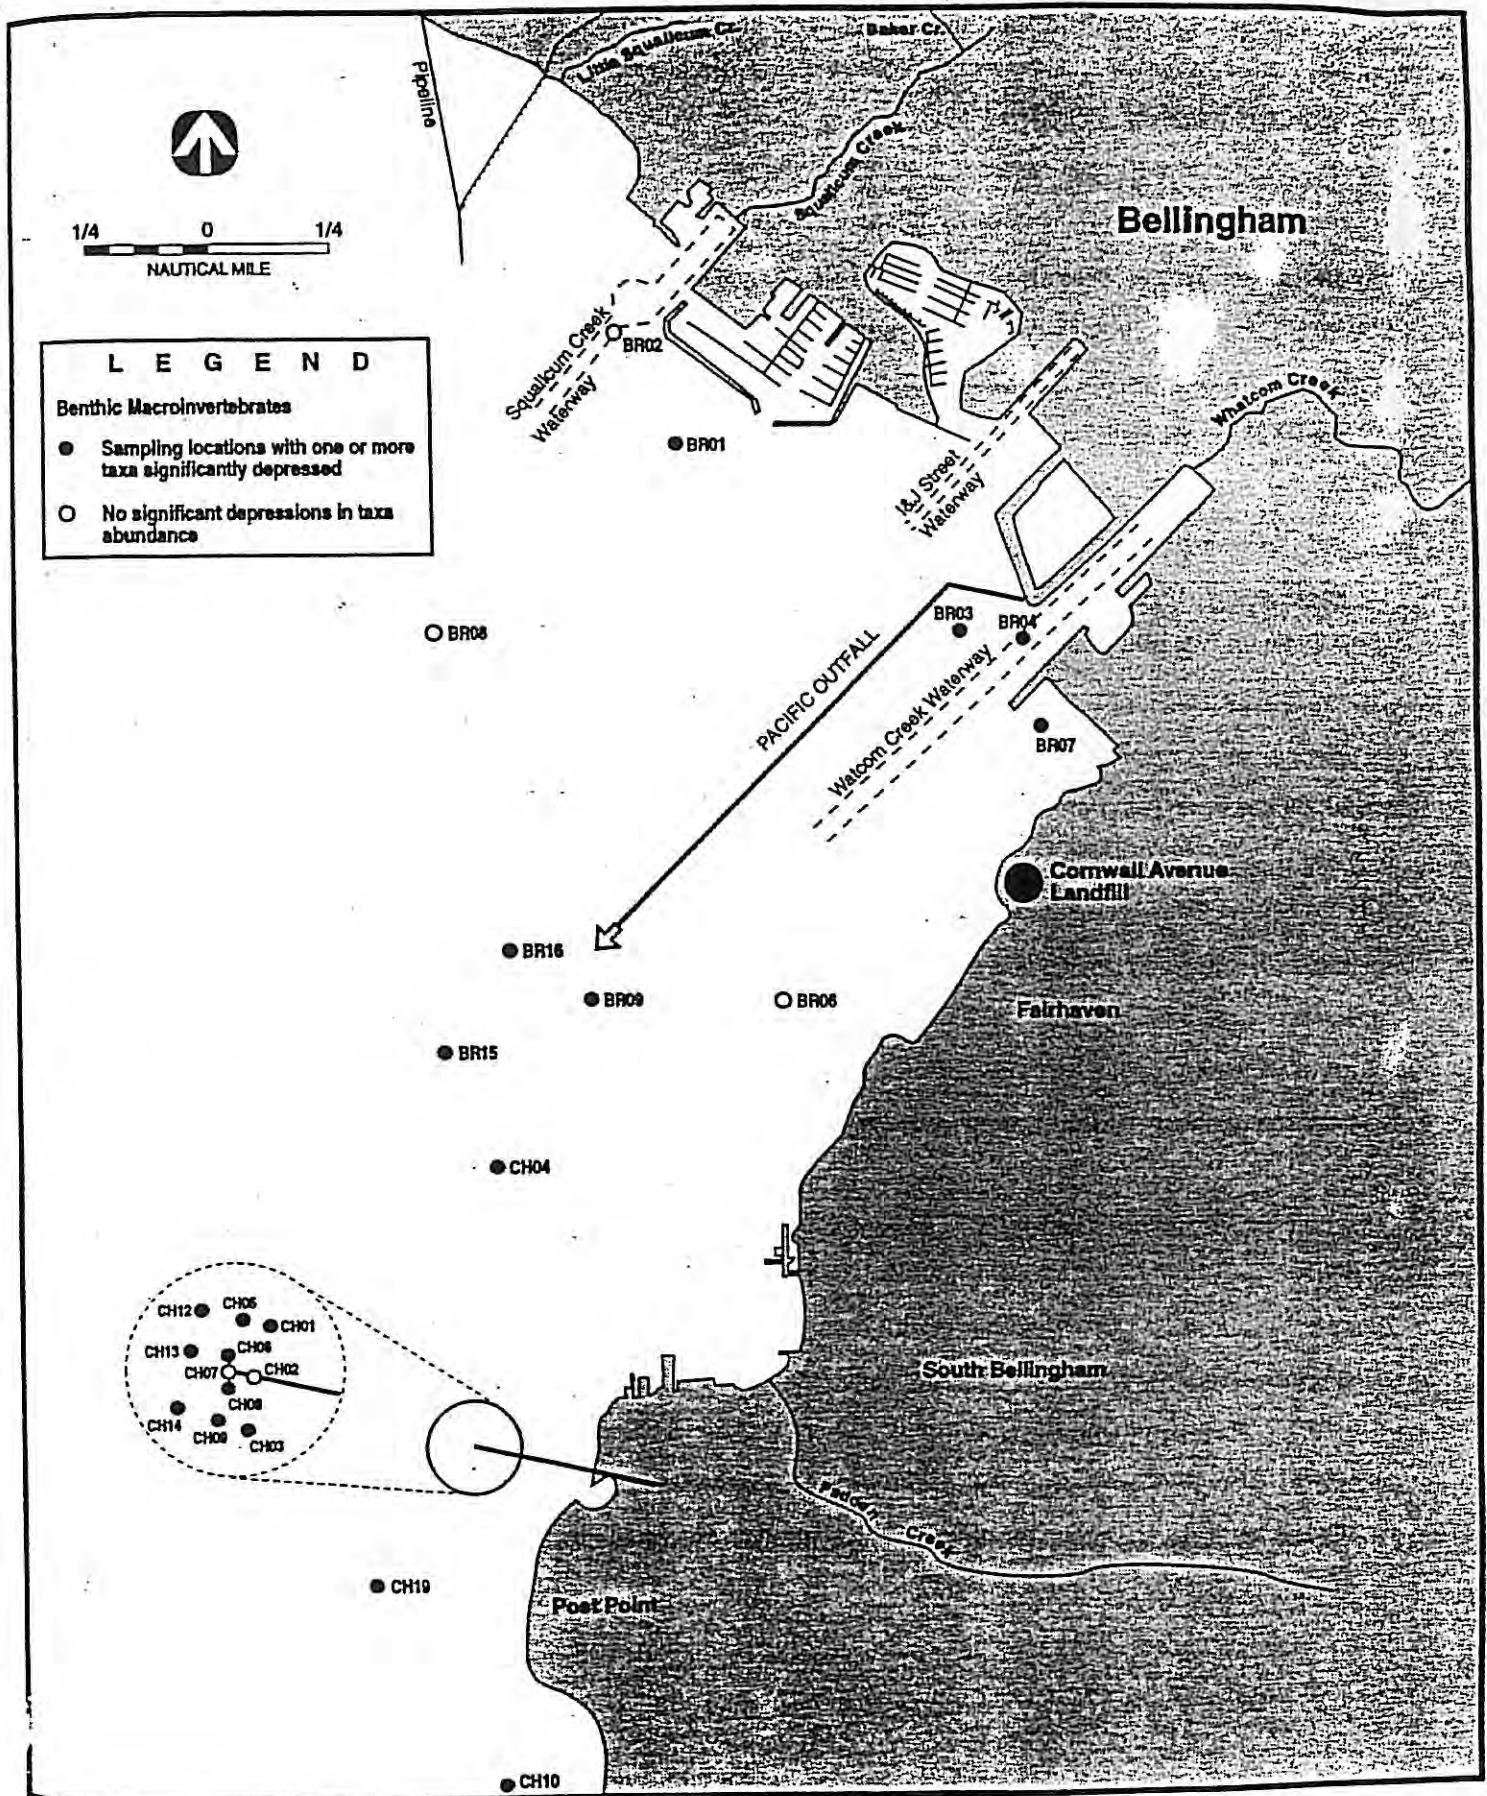 Little Squalicum Cr.
Baker Cr.
Pipeline
Squalicum Creek
Bellingham
1/4 0 1/4
NAUTICAL MILE
L E G E N D
Benthic Macroinvertebrates
Sampling locations with one or more
taxa significantly depressed
No significant depressions in taxa
abundance
Squalicum Creek
Waterway
BR02
BR01
Whatcom Creek
I&J Street
Waterway
BR03
BR04
BR08
PACIFIC OUTFALL
Watcom Creek Waterway
BR07
Cornwall Avenue
Landfill
BR16
BR09
BR06
Fairhaven
BR15
CH04
CH12
CH05
CH01
CH13
CH06
CH07
CH02
CH08
CH14
CH09
CH03
South Bellingham
Creek
CH19
Post Point
CH10